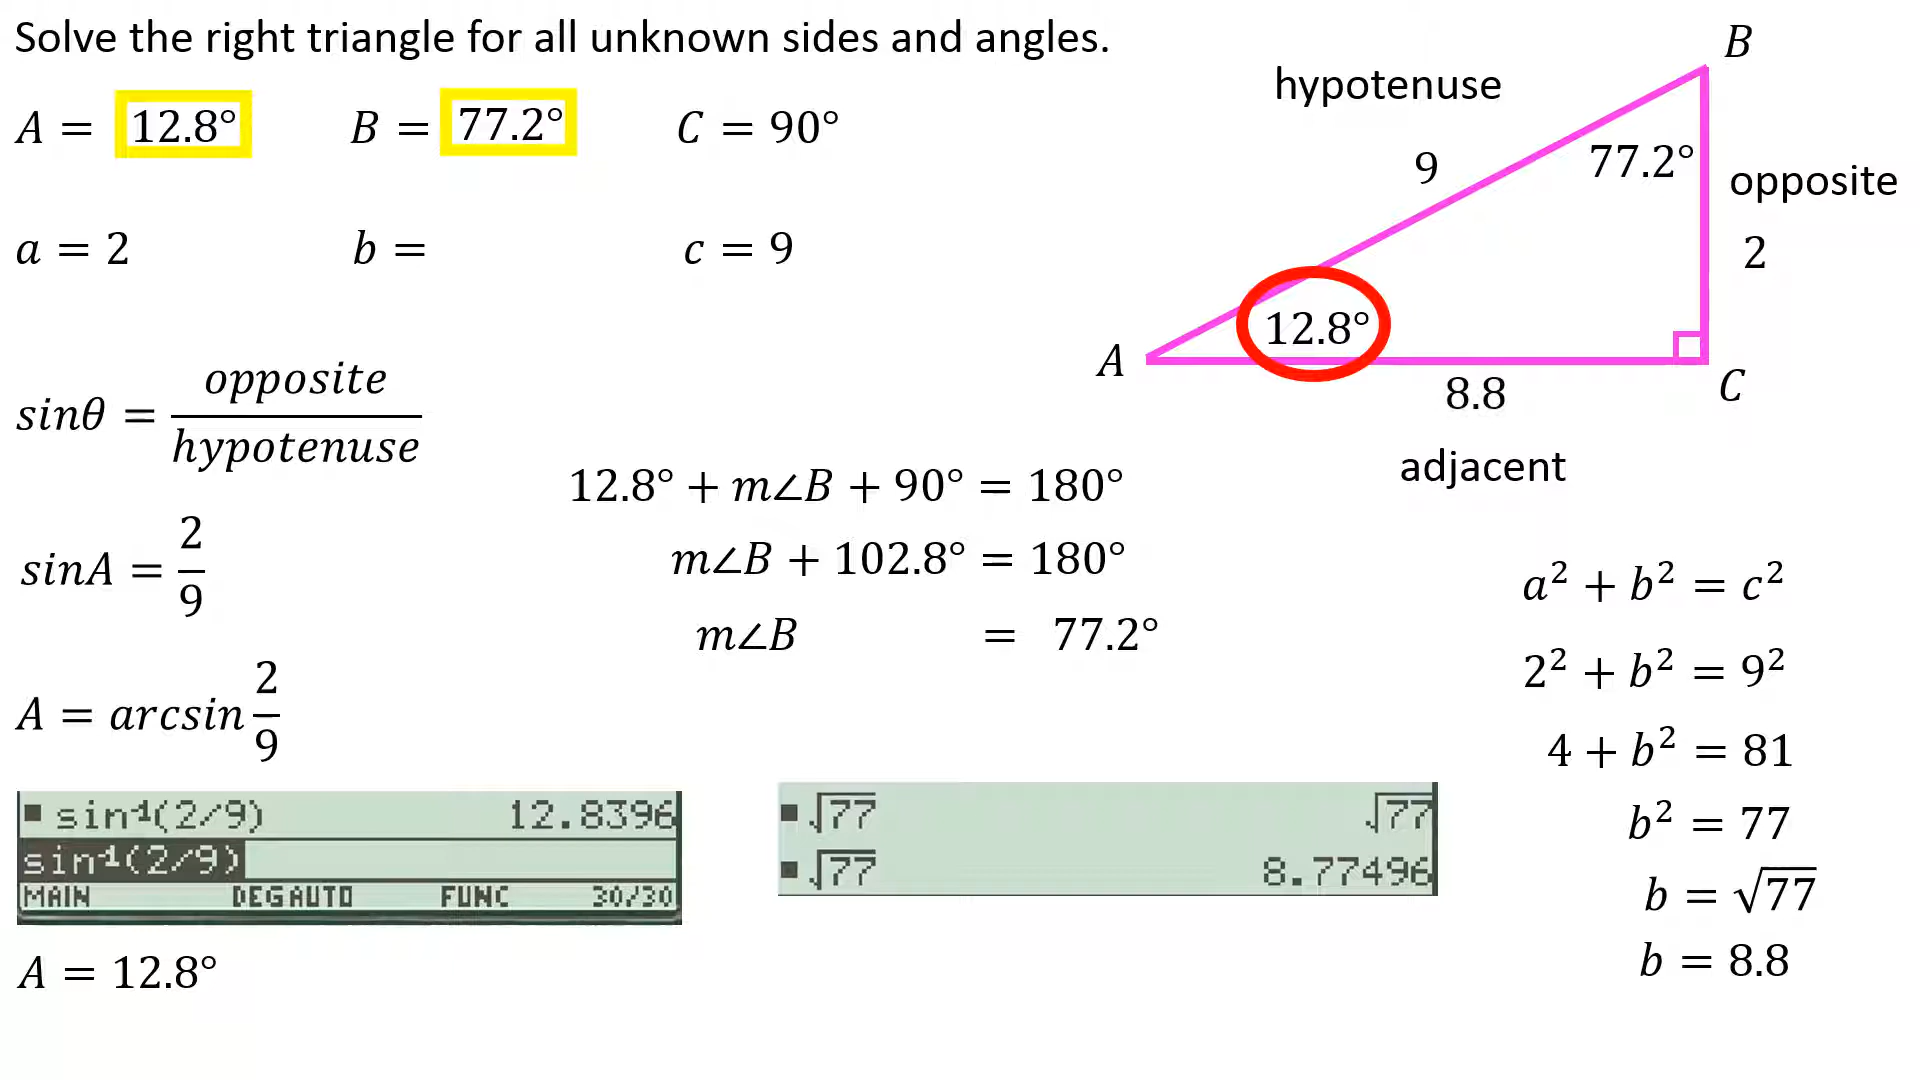 Solve the right triangle for all unknown sides and angles.
A = 12.8° B = 77.2° C = 90°
a = 2 b = c = 9
B
hypotenuse
9
77.2°
opposite
2
12.8°
A
8.8
C
adjacent
sinθ = opposite/hypotenuse
sinA = 2/9
A = arcsin 2/9
sin⁻¹(2/9) 12.8396
sin⁻¹(2/9)
MAIN DEG AUTO FUNC 30/30
A = 12.8°
12.8° + m∠B + 90° = 180°
m∠B + 102.8° = 180°
m∠B = 77.2°
√77 √77
√77 8.77496
a² + b² = c²
2² + b² = 9²
4 + b² = 81
b² = 77
b = √77
b = 8.8